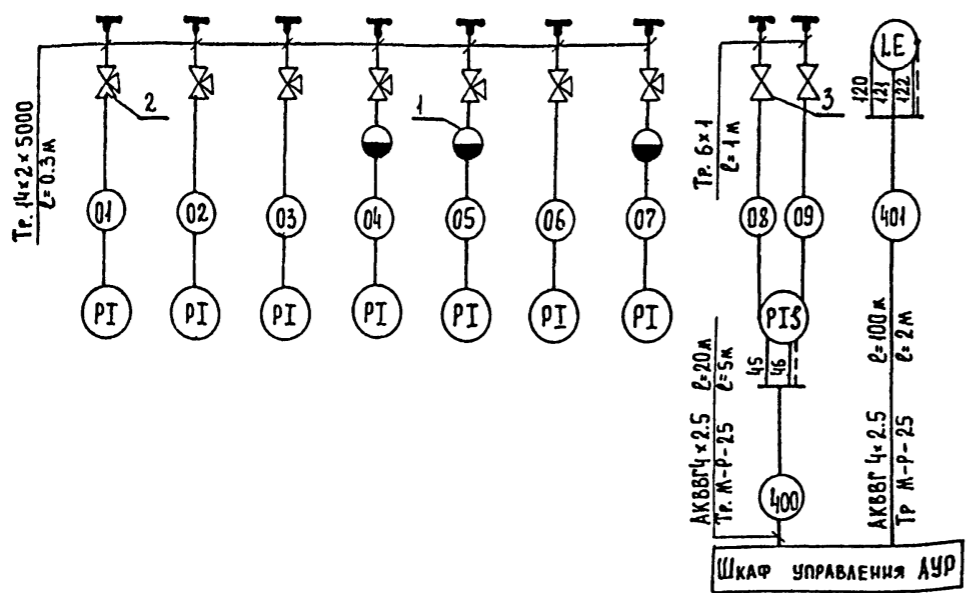 Тр. 14×2×5000
ℓ=0.3м
2
1
3
Тр. 6×1
ℓ=1м
LE
120
121
122
01
02
03
04
05
06
07
08
09
401
PI
PI
PI
PI
PI
PI
PI
PIS
45
46
АКВВГ 4×2.5 ℓ=20м
Тр. М-Р-25 ℓ=5м
АКВВГ 4×2.5 ℓ=100м
Тр М-Р-25 ℓ=2м
400
Шкаф управления АУР